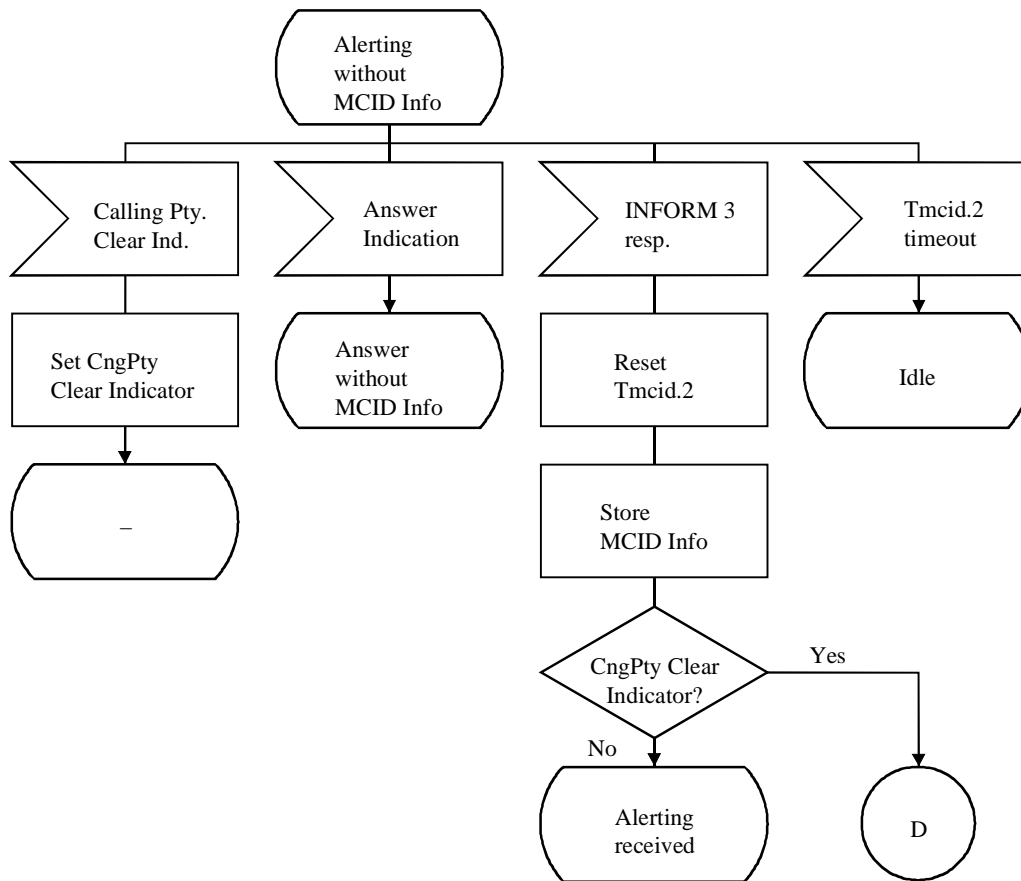 Alerting
without
MCID Info
Calling Pty.
Clear Ind.
Answer
Indication
INFORM 3
resp.
Tmcid.2
timeout
Set CngPty
Clear Indicator
Answer
without
MCID Info
Reset
Tmcid.2
Idle
–
Store
MCID Info
CngPty Clear
Indicator?
Yes
No
Alerting
received
D